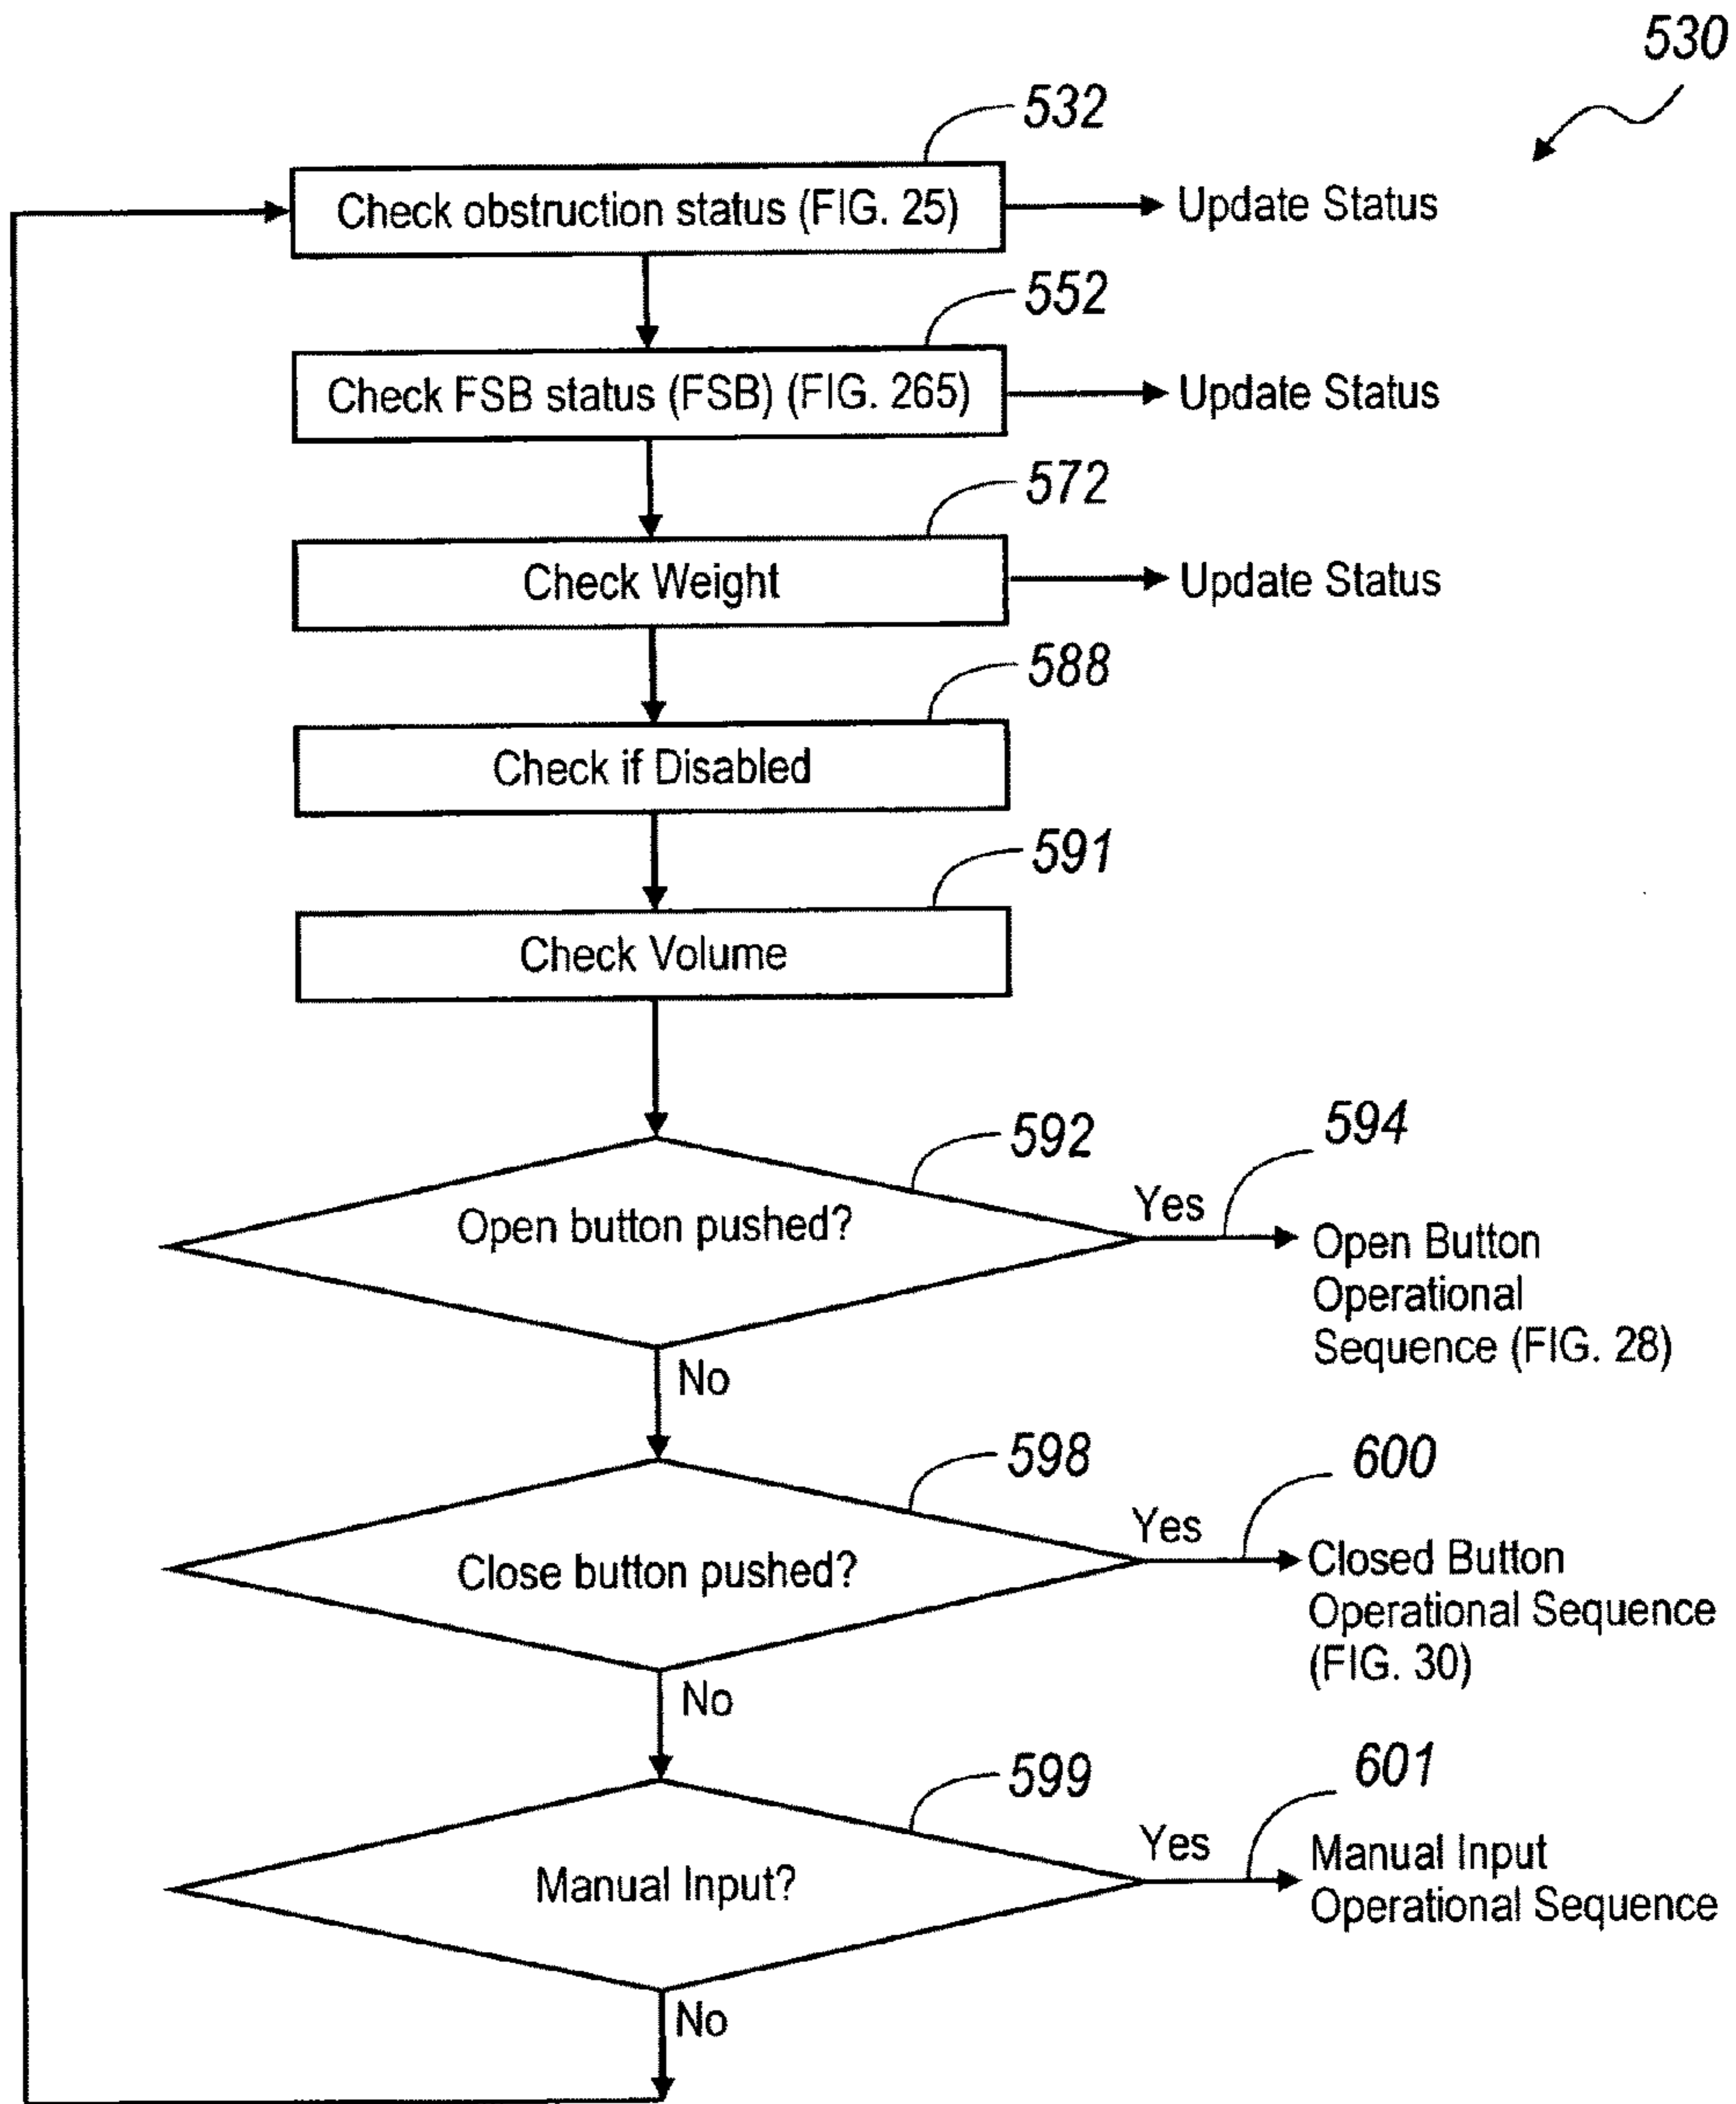 530
532
Check obstruction status (FIG. 25)
Update Status
552
Check FSB status (FSB) (FIG. 265)
Update Status
572
Check Weight
Update Status
588
Check if Disabled
591
Check Volume
592
594
Open button pushed?
Yes
Open Button
Operational
Sequence (FIG. 28)
No
598
600
Close button pushed?
Yes
Closed Button
Operational Sequence
(FIG. 30)
No
599
601
Manual Input?
Yes
Manual Input
Operational Sequence
No